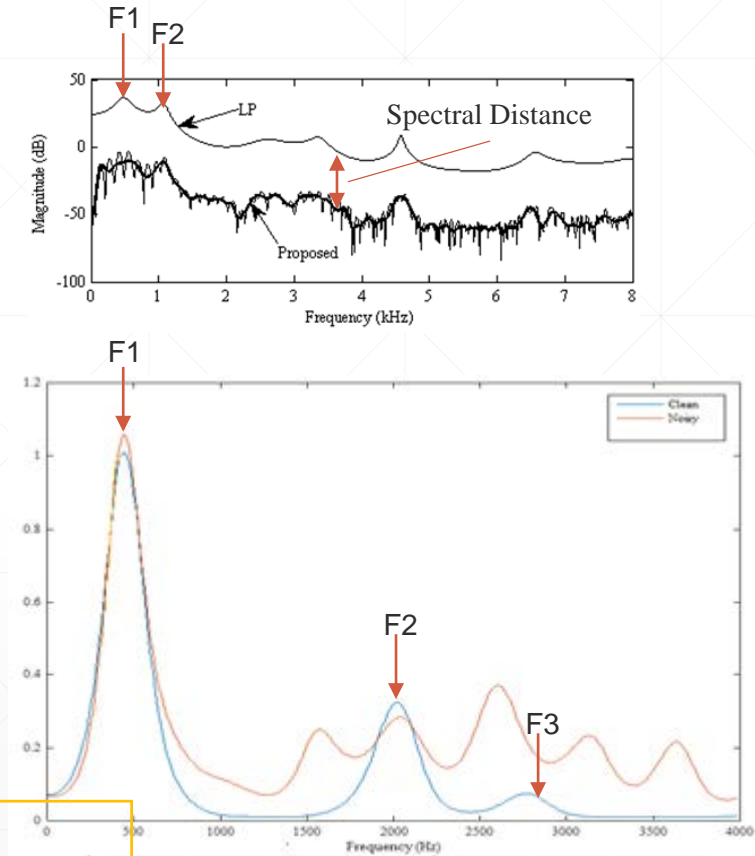 F1
F2
50
0
-50
-100
Magnitude (dB)
LP
Spectral Distance
Proposed
0 1 2 3 4 5 6 7 8
Frequency (kHz)
F1
1.2
1
0.8
0.6
0.4
0.2
0
Clean
Noisy
F2
F3
0 500 1000 1500 2000 2500 3000 3500 4000
Frequency (Hz)